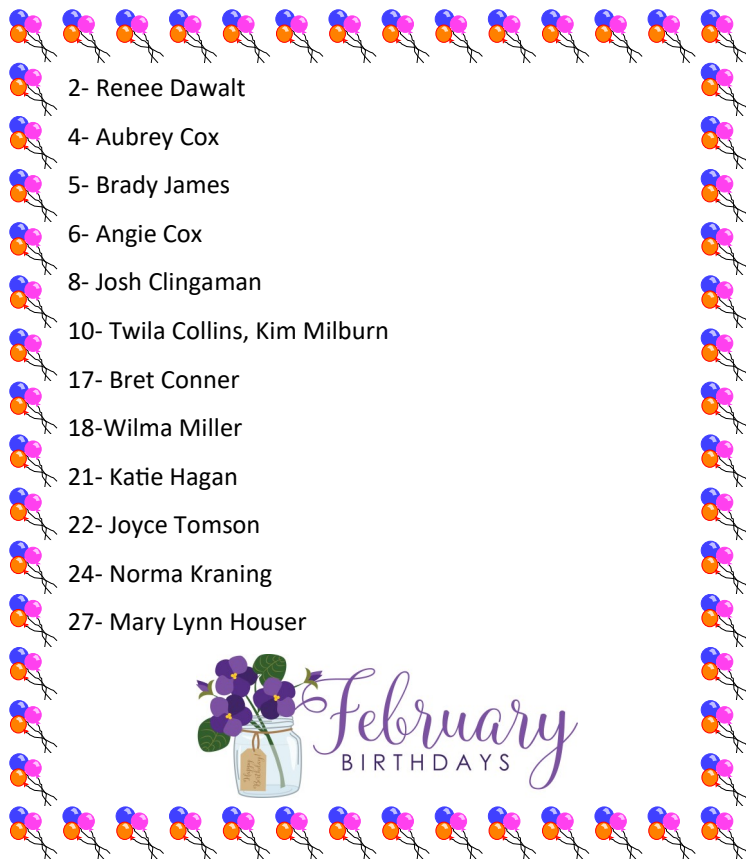 2- Renee Dawalt
4- Aubrey Cox
5- Brady James
6- Angie Cox
8- Josh Clingaman
10- Twila Collins, Kim Milburn
17- Bret Conner
18-Wilma Miller
21- Katie Hagan
22- Joyce Tomson
24- Norma Kraning
27- Mary Lynn Houser
February
BIRTHDAYS
Happy
Birthday